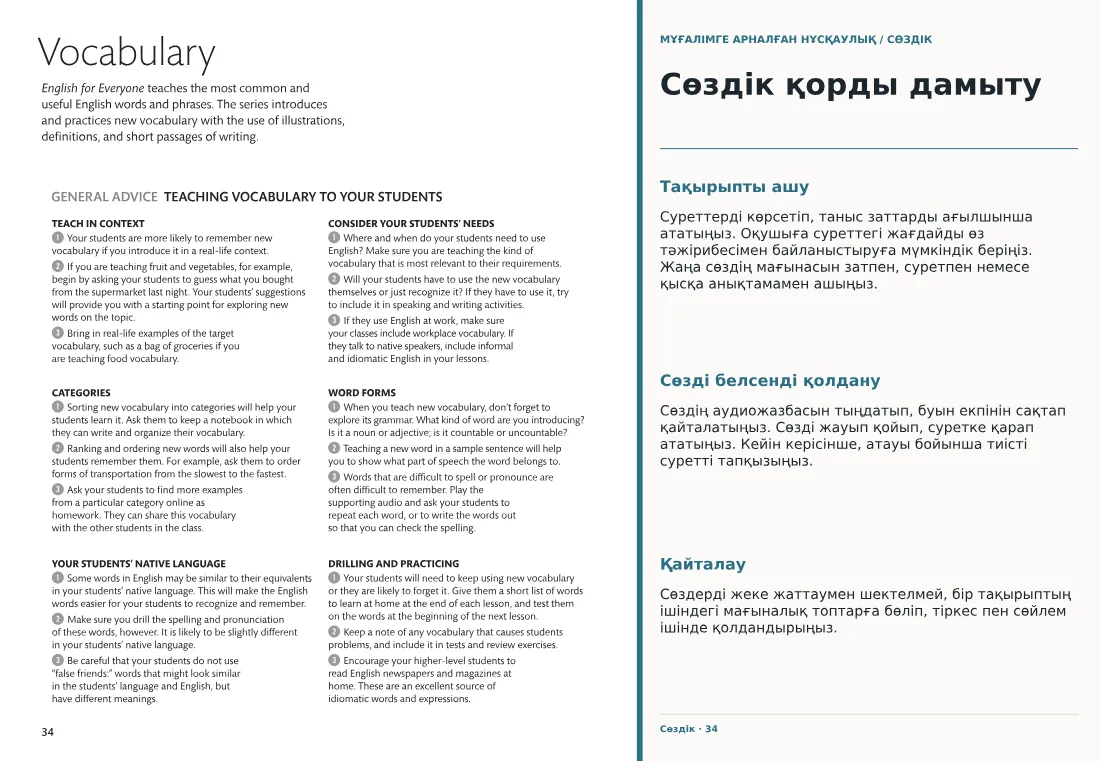 Vocabulary
English for Everyone teaches the most common and
useful English words and phrases. The series introduces
and practices new vocabulary with the use of illustrations,
definitions, and short passages of writing.
GENERAL ADVICE TEACHING VOCABULARY TO YOUR STUDENTS
TEACH IN CONTEXT
1 Your students are more likely to remember new
vocabulary if you introduce it in a real-life context.
2 If you are teaching fruit and vegetables, for example,
begin by asking your students to guess what you bought
from the supermarket last night. Your students' suggestions
will provide you with a starting point for exploring new
words on the topic.
3 Bring in real-life examples of the target
vocabulary, such as a bag of groceries if you
are teaching food vocabulary.
CONSIDER YOUR STUDENTS' NEEDS
1 Where and when do your students need to use
English? Make sure you are teaching the kind of
vocabulary that is most relevant to their requirements.
2 Will your students have to use the new vocabulary
themselves or just recognize it? If they have to use it, try
to include it in speaking and writing activities.
3 If they use English at work, make sure
your classes include workplace vocabulary. If
they talk to native speakers, include informal
and idiomatic English in your lessons.
CATEGORIES
1 Sorting new vocabulary into categories will help your
students learn it. Ask them to keep a notebook in which
they can write and organize their vocabulary.
2 Ranking and ordering new words will also help your
students remember them. For example, ask them to order
forms of transportation from the slowest to the fastest.
3 Ask your students to find more examples
from a particular category online as
homework. They can share this vocabulary
with the other students in the class.
WORD FORMS
1 When you teach new vocabulary, don't forget to
explore its grammar. What kind of word are you introducing?
Is it a noun or adjective; is it countable or uncountable?
2 Teaching a new word in a sample sentence will help
you to show what part of speech the word belongs to.
3 Words that are difficult to spell or pronounce are
often difficult to remember. Play the
supporting audio and ask your students to
repeat each word, or to write the words out
so that you can check the spelling.
YOUR STUDENTS' NATIVE LANGUAGE
1 Some words in English may be similar to their equivalents
in your students' native language. This will make the English
words easier for your students to recognize and remember.
2 Make sure you drill the spelling and pronunciation
of these words, however. It is likely to be slightly different
in your students' native language.
3 Be careful that your students do not use
"false friends:" words that might look similar
in the students' language and English, but
have different meanings.
DRILLING AND PRACTICING
1 Your students will need to keep using new vocabulary
or they are likely to forget it. Give them a short list of words
to learn at home at the end of each lesson, and test them
on the words at the beginning of the next lesson.
2 Keep a note of any vocabulary that causes students
problems, and include it in tests and review exercises.
3 Encourage your higher-level students to
read English newspapers and magazines at
home. These are an excellent source of
idiomatic words and expressions.
34
МҰҒАЛІМГЕ АРНАЛҒАН НҰСҚАУЛЫҚ / СӨЗДІК
Сөздік қорды дамыту
Тақырыпты ашу
Суреттерді көрсетіп, таныс заттарды ағылшынша
ататыңыз. Оқушыға суреттегі жағдайды өз
тәжірибесімен байланыстыруға мүмкіндік беріңіз.
Жаңа сөздің мағынасын затпен, суретпен немесе
қысқа анықтамамен ашыңыз.
Сөзді белсенді қолдану
Сөздің аудиожазбасын тыңдатып, буын екпінін сақтап
қайталатыңыз. Сөзді жауып қойып, суретке қарап
ататыңыз. Кейін керісінше, атауы бойынша тиісті
суретті тапқызыңыз.
Қайталау
Сөздерді жеке жаттаумен шектелмей, бір тақырыптың
ішіндегі мағыналық топтарға бөліп, тіркес пен сөйлем
ішінде қолдандырыңыз.
Сөздік · 34